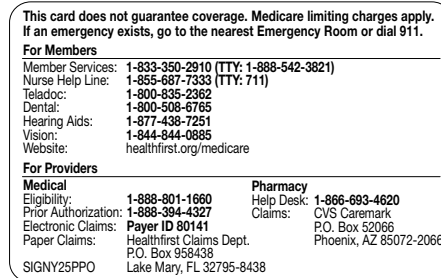 This card does not guarantee coverage. Medicare limiting charges apply.
If an emergency exists, go to the nearest Emergency Room or dial 911.
For Members
Member Services: 1-833-350-2910 (TTY: 1-888-542-3821)
Nurse Help Line: 1-855-687-7333 (TTY: 711)
Teladoc: 1-800-835-2362
Dental: 1-800-508-6765
Hearing Aids: 1-877-438-7251
Vision: 1-844-844-0885
Website: healthfirst.org/medicare
For Providers
Medical
Eligibility: 1-888-801-1660
Prior Authorization: 1-888-394-4327
Electronic Claims: Payer ID 80141
Paper Claims: Healthfirst Claims Dept.
P.O. Box 958438
SIGNY25PPO Lake Mary, FL 32795-8438
Pharmacy
Help Desk: 1-866-693-4620
Claims: CVS Caremark
P.O. Box 52066
Phoenix, AZ 85072-2066